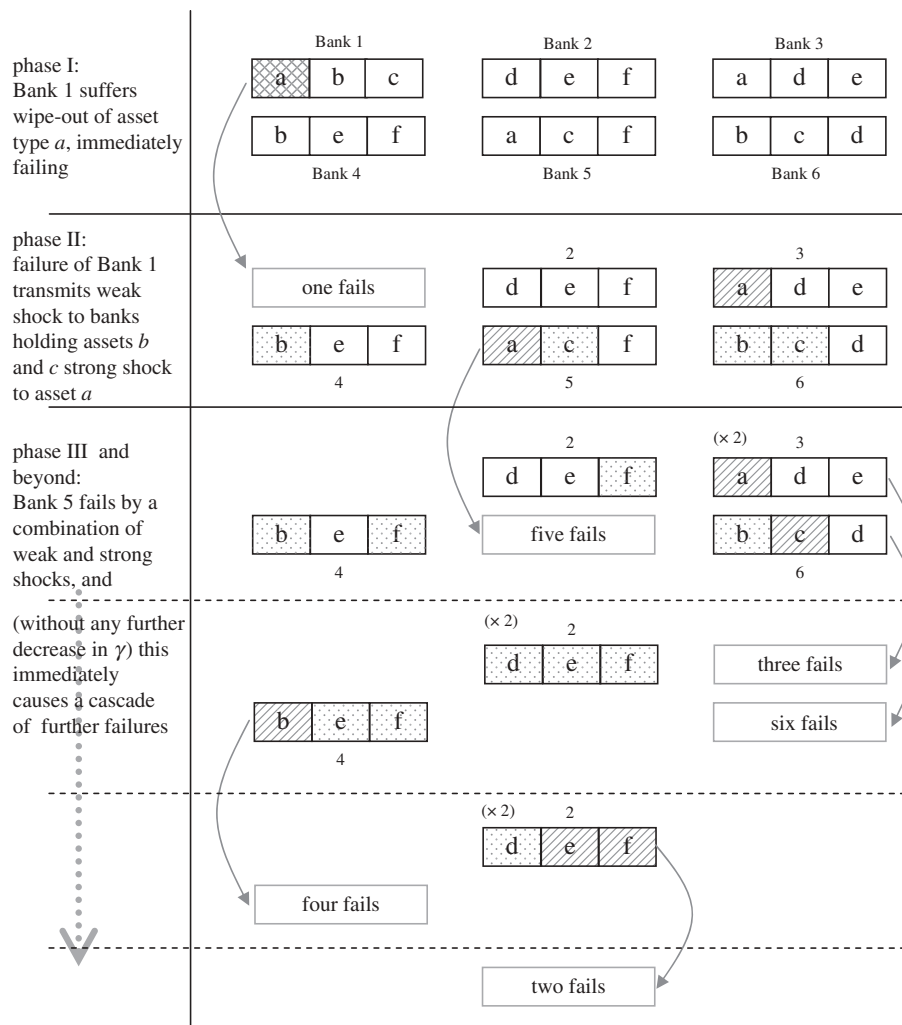 phase I:
Bank 1 suffers
wipe-out of asset
type a, immediately
failing
Bank 1
Bank 2
Bank 3
a b c
d e f
a d e
b e f
a c f
b c d
Bank 4
Bank 5
Bank 6
phase II:
failure of Bank 1
transmits weak
shock to banks
holding assets b
and c strong shock
to asset a
2
3
one fails
d e f
a d e
b e f
a c f
b c d
4
5
6
phase III and
beyond:
Bank 5 fails by a
combination of
weak and strong
shocks, and
2
(× 2) 3
d e f
a d e
b e f
five fails
b c d
4
6
(without any further
decrease in γ) this
immediately
causes a cascade
of further failures
(× 2) 2
d e f
three fails
b e f
six fails
4
(× 2) 2
d e f
four fails
two fails